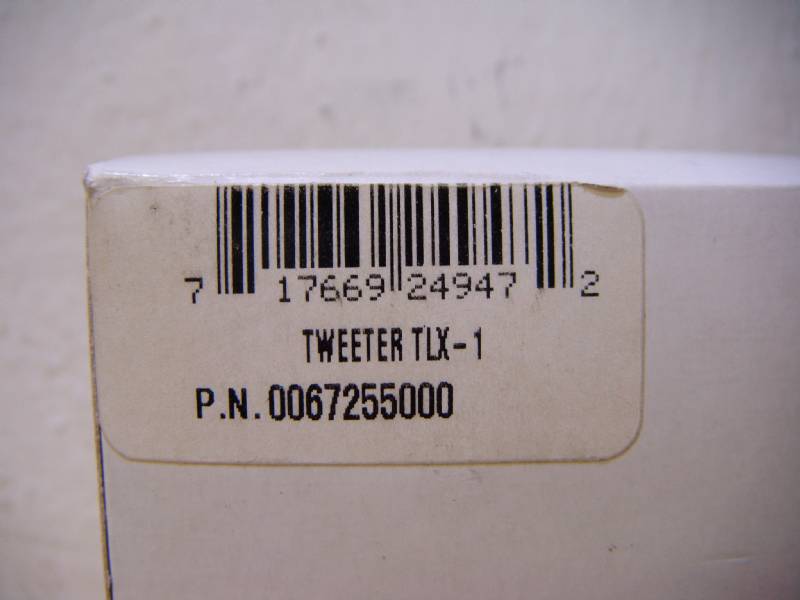 7 17669 24947 2
TWEETER TLX-1
P.N. 0067255000